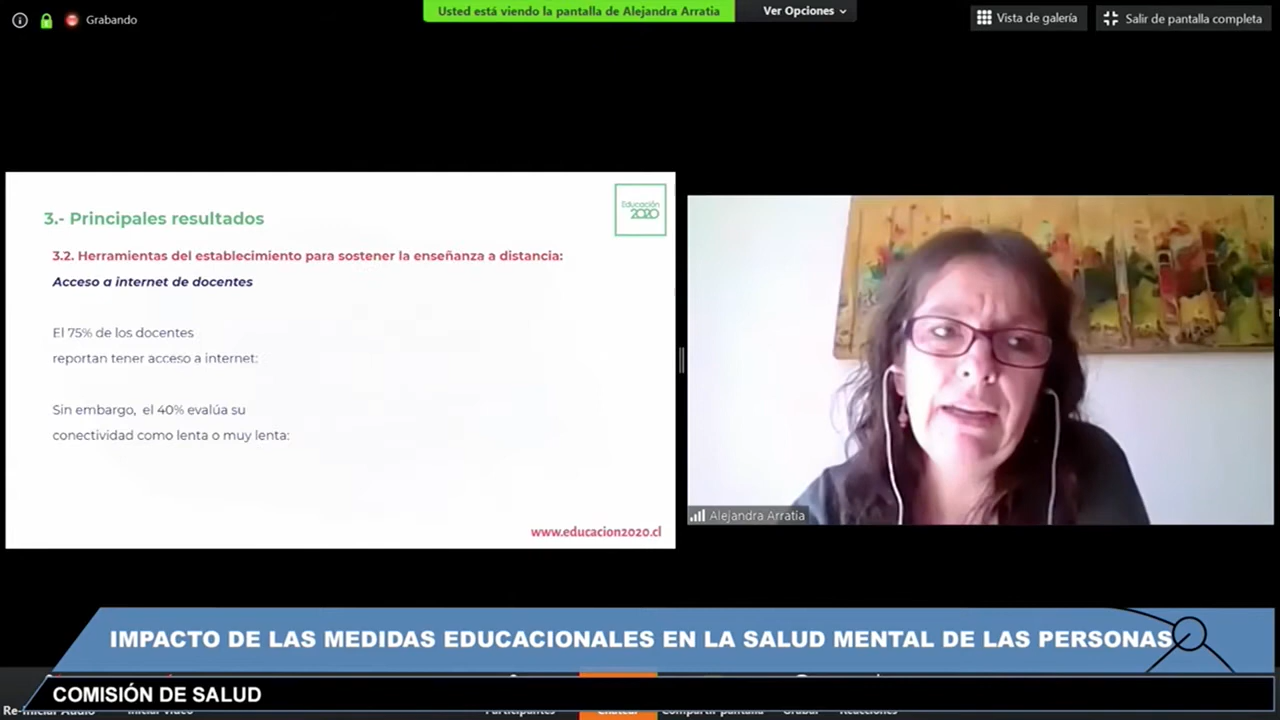 Grabando
Usted está viendo la pantalla de Alejandra Arratia
Ver Opciones
Vista de galería
Salir de pantalla completa
3.- Principales resultados
Educación
2020
3.2. Herramientas del establecimiento para sostener la enseñanza a distancia:
Acceso a internet de docentes
El 75% de los docentes
reportan tener acceso a internet:
Sin embargo, el 40% evalúa su
conectividad como lenta o muy lenta:
www.educacion2020.cl
Alejandra Arratia
IMPACTO DE LAS MEDIDAS EDUCACIONALES EN LA SALUD MENTAL DE LAS PERSONAS
COMISIÓN DE SALUD